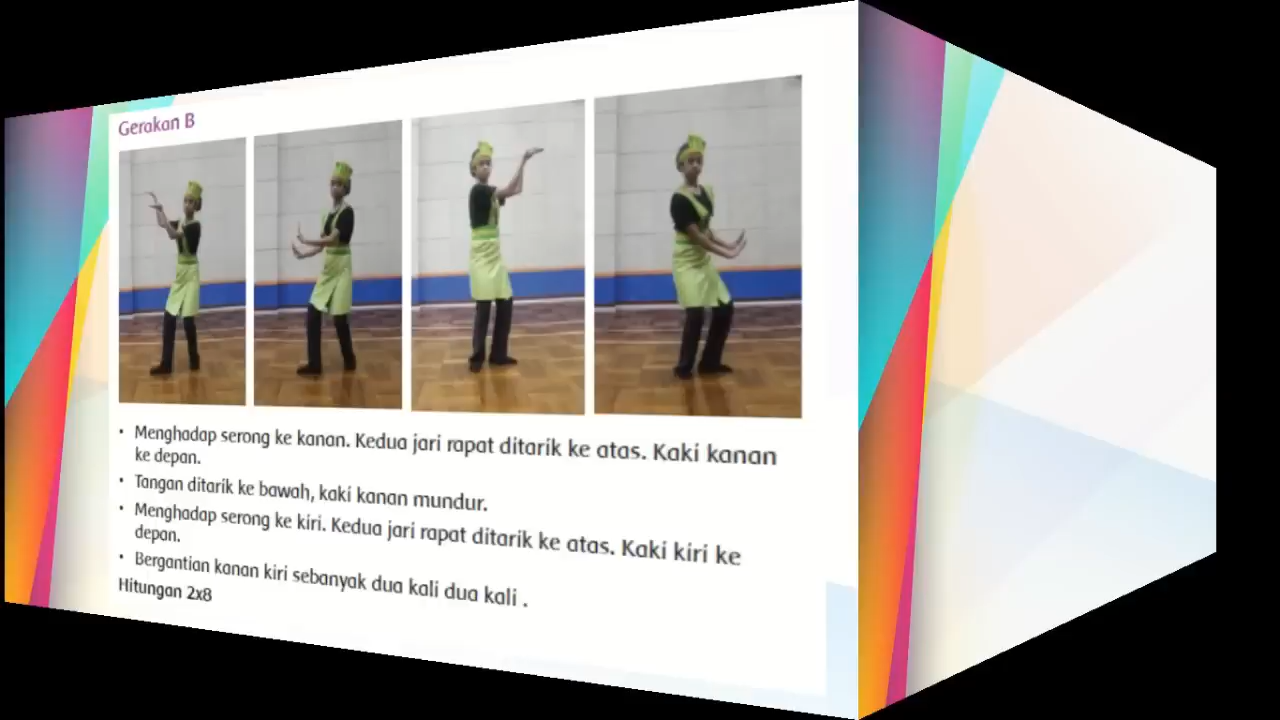 Gerakan B
• Menghadap serong ke kanan. Kedua jari rapat ditarik ke atas. Kaki kanan
ke depan.
• Tangan ditarik ke bawah, kaki kanan mundur.
• Menghadap serong ke kiri. Kedua jari rapat ditarik ke atas. Kaki kiri ke
depan.
• Bergantian kanan kiri sebanyak dua kali dua kali .
Hitungan 2x8